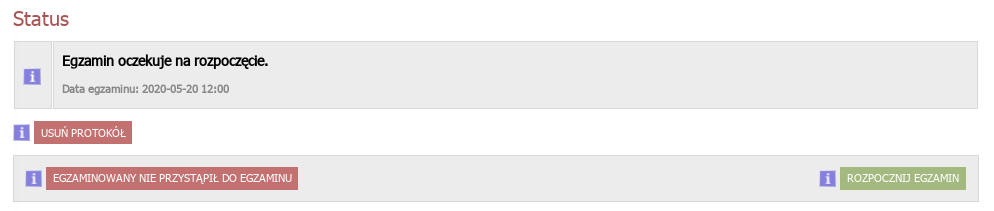 Status
Egzamin oczekuje na rozpoczęcie.
Data egzaminu: 2020-05-20 12:00
USUŃ PROTOKÓŁ
EGZAMINOWANY NIE PRZYSTĄPIŁ DO EGZAMINU
ROZPOCZNIJ EGZAMIN